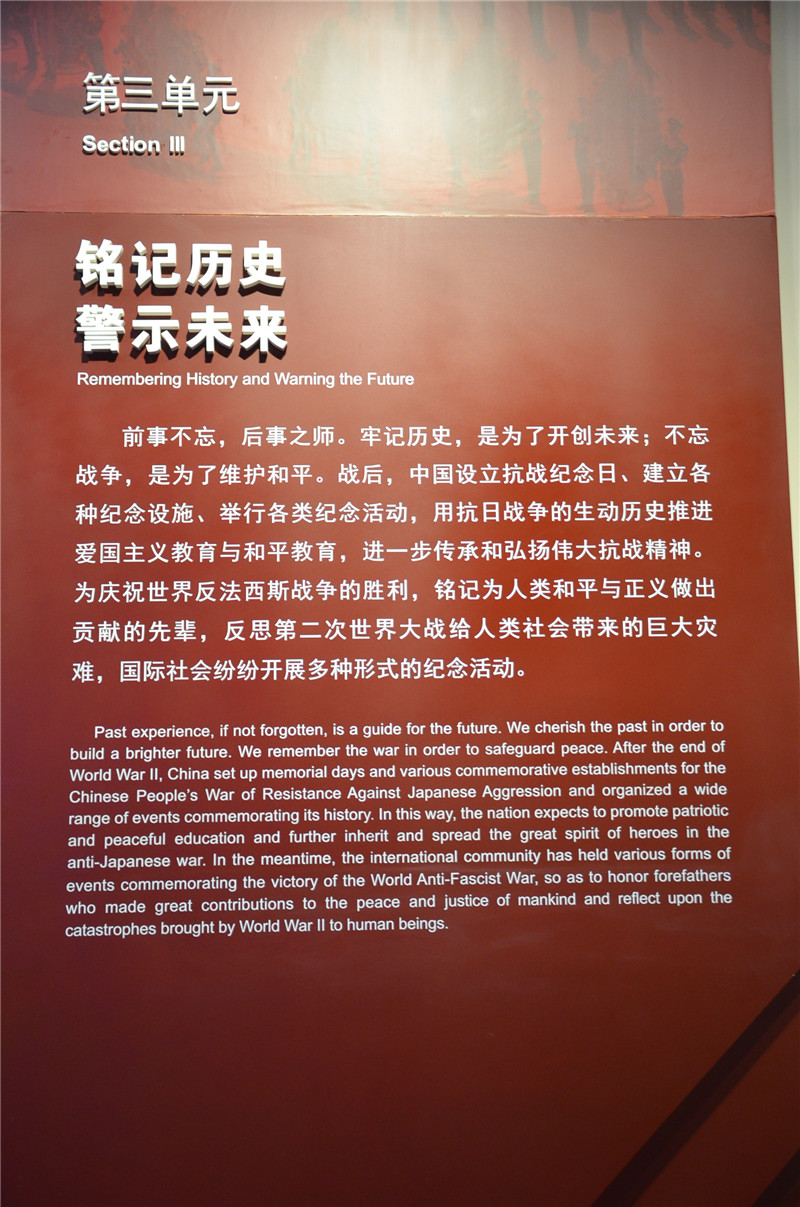 第三单元
Section III
铭记历史
警示未来
Remembering History and Warning the Future
前事不忘，后事之师。牢记历史，是为了开创未来；不忘
战争，是为了维护和平。战后，中国设立抗战纪念日、建立各
种纪念设施、举行各类纪念活动，用抗日战争的生动历史推进
爱国主义教育与和平教育，进一步传承和弘扬伟大抗战精神。
为庆祝世界反法西斯战争的胜利，铭记为人类和平与正义做出
贡献的先辈，反思第二次世界大战给人类社会带来的巨大灾
难，国际社会纷纷开展多种形式的纪念活动。
Past experience, if not forgotten, is a guide for the future. We cherish the past in order to
build a brighter future. We remember the war in order to safeguard peace. After the end of
World War II, China set up memorial days and various commemorative establishments for the
Chinese People's War of Resistance Against Japanese Aggression and organized a wide
range of events commemorating its history. In this way, the nation expects to promote patriotic
and peaceful education and further inherit and spread the great spirit of heroes in the
anti-Japanese war. In the meantime, the international community has held various forms of
events commemorating the victory of the World Anti-Fascist War, so as to honor forefathers
who made great contributions to the peace and justice of mankind and reflect upon the
catastrophes brought by World War II to human beings.